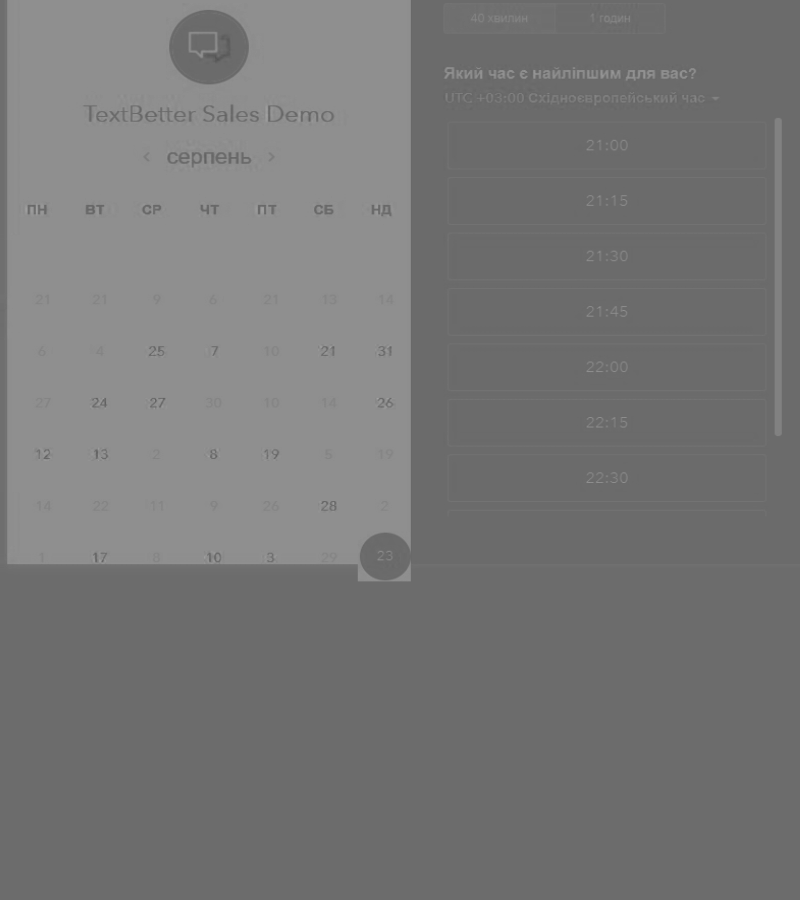 TextBetter Sales Demo
серпень
ПН ВТ СР ЧТ ПТ СБ НД
21 21 9 6 21 13 14
6 4 25 7 10 21 31
27 24 27 30 10 14 26
12 13 2 8 19 5 19
14 22 11 9 26 28 2
1 17 8 10 3 29 23
40 хвилин 1 годин
Який час є найліпшим для вас?
UTC +03:00 Східноєвропейський час
21:00
21:15
21:30
21:45
22:00
22:15
22:30